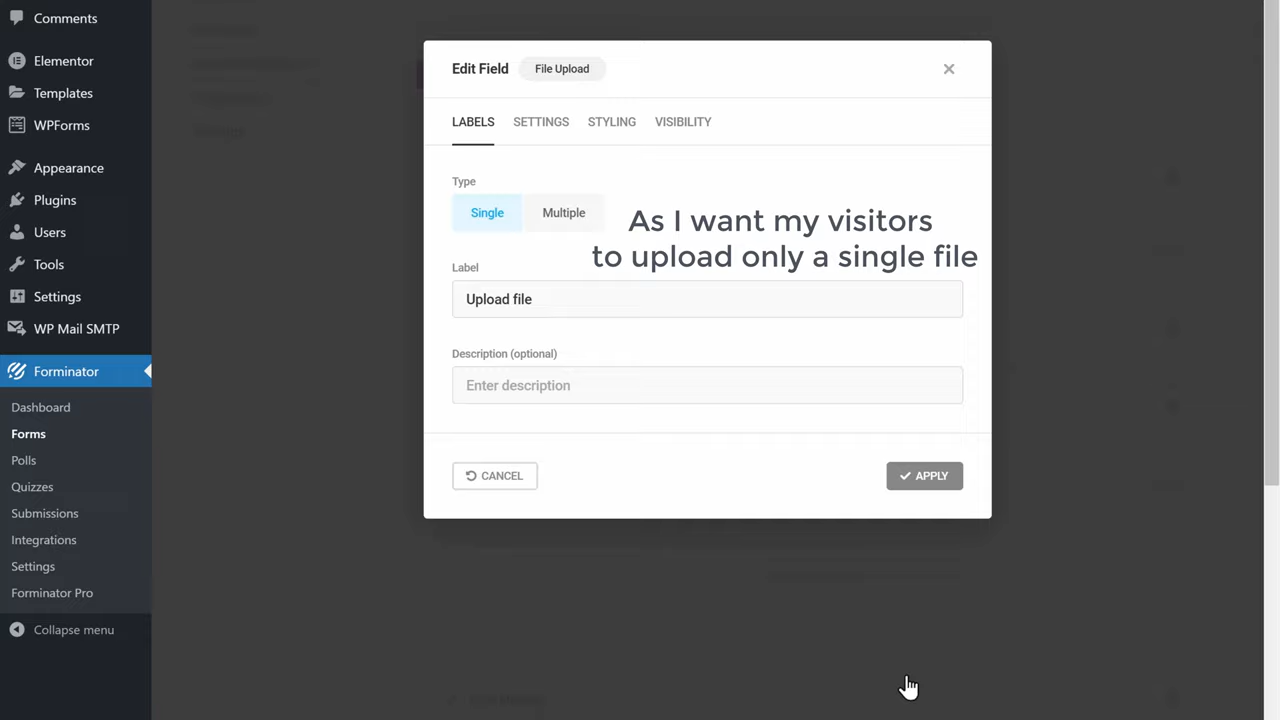 Comments
Elementor
Templates
WPForms
Appearance
Plugins
Users
Tools
Settings
WP Mail SMTP
Forminator
Dashboard
Forms
Polls
Quizzes
Submissions
Integrations
Settings
Forminator Pro
Collapse menu
Edit Field
File Upload
LABELS
SETTINGS
STYLING
VISIBILITY
Type
Single
Multiple
As I want my visitors
to upload only a single file
Label
Upload file
Description (optional)
Enter description
CANCEL
APPLY